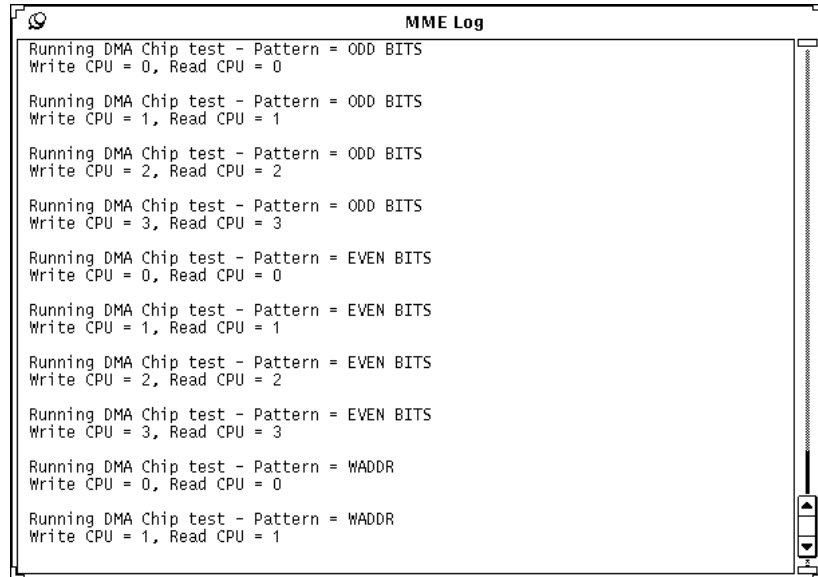 MME Log
Running DMA Chip test - Pattern = ODD BITS
Write CPU = 0, Read CPU = 0
Running DMA Chip test - Pattern = ODD BITS
Write CPU = 1, Read CPU = 1
Running DMA Chip test - Pattern = ODD BITS
Write CPU = 2, Read CPU = 2
Running DMA Chip test - Pattern = ODD BITS
Write CPU = 3, Read CPU = 3
Running DMA Chip test - Pattern = EVEN BITS
Write CPU = 0, Read CPU = 0
Running DMA Chip test - Pattern = EVEN BITS
Write CPU = 1, Read CPU = 1
Running DMA Chip test - Pattern = EVEN BITS
Write CPU = 2, Read CPU = 2
Running DMA Chip test - Pattern = EVEN BITS
Write CPU = 3, Read CPU = 3
Running DMA Chip test - Pattern = WADDR
Write CPU = 0, Read CPU = 0
Running DMA Chip test - Pattern = WADDR
Write CPU = 1, Read CPU = 1